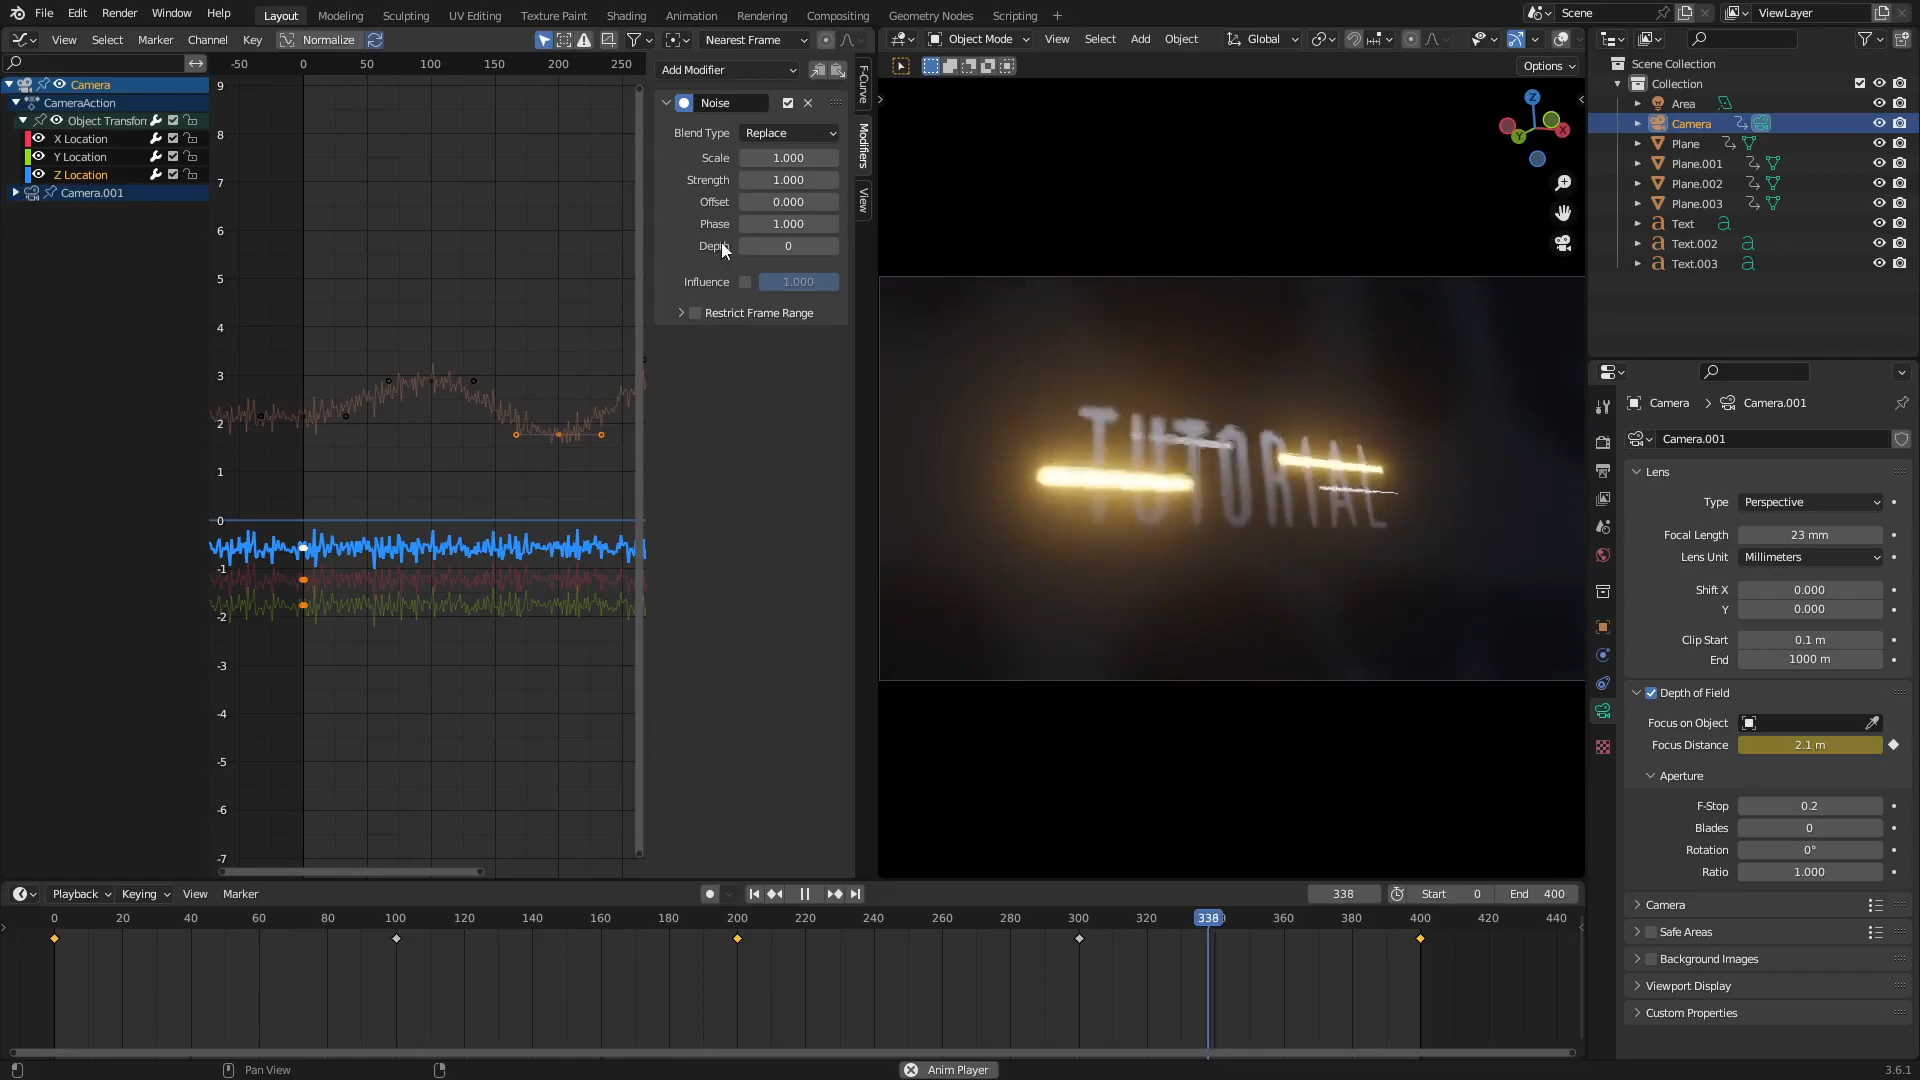 File Edit Render Window Help Layout Modeling Sculpting UV Editing Texture Paint Shading Animation Rendering Compositing Geometry Nodes Scripting + Scene ViewLayer
View Select Marker Channel Key Normalize Nearest Frame Object Mode View Select Add Object Global
-50 0 50 100 150 200 250
Add Modifier
Options
Scene Collection
Collection
Area
Camera
Plane
Plane.001
Plane.002
Plane.003
Text
Text.002
Text.003
Camera
CameraAction
Object Transfor
X Location
Y Location
Z Location
Camera.001
9
8
7
6
5
4
3
2
1
0
-1
-2
-3
-4
-5
-6
-7
Noise
Blend Type Replace
Scale 1.000
Strength 1.000
Offset 0.000
Phase 1.000
Depth 0
Influence 1.000
Restrict Frame Range
F-Curve
Modifiers
View
Z
X
Y
TUTORIAL
Camera > Camera.001
Camera.001
Lens
Type Perspective
Focal Length 23 mm
Lens Unit Millimeters
Shift X 0.000
Y 0.000
Clip Start 0.1 m
End 1000 m
Depth of Field
Focus on Object
Focus Distance 2.1 m
Aperture
F-Stop 0.2
Blades 0
Rotation 0°
Ratio 1.000
Camera
Safe Areas
Background Images
Viewport Display
Custom Properties
Playback Keying View Marker 338 Start 0 End 400
0 20 40 60 80 100 120 140 160 180 200 220 240 260 280 300 320 338 360 380 400 420 440
Pan View Anim Player 3.6.1